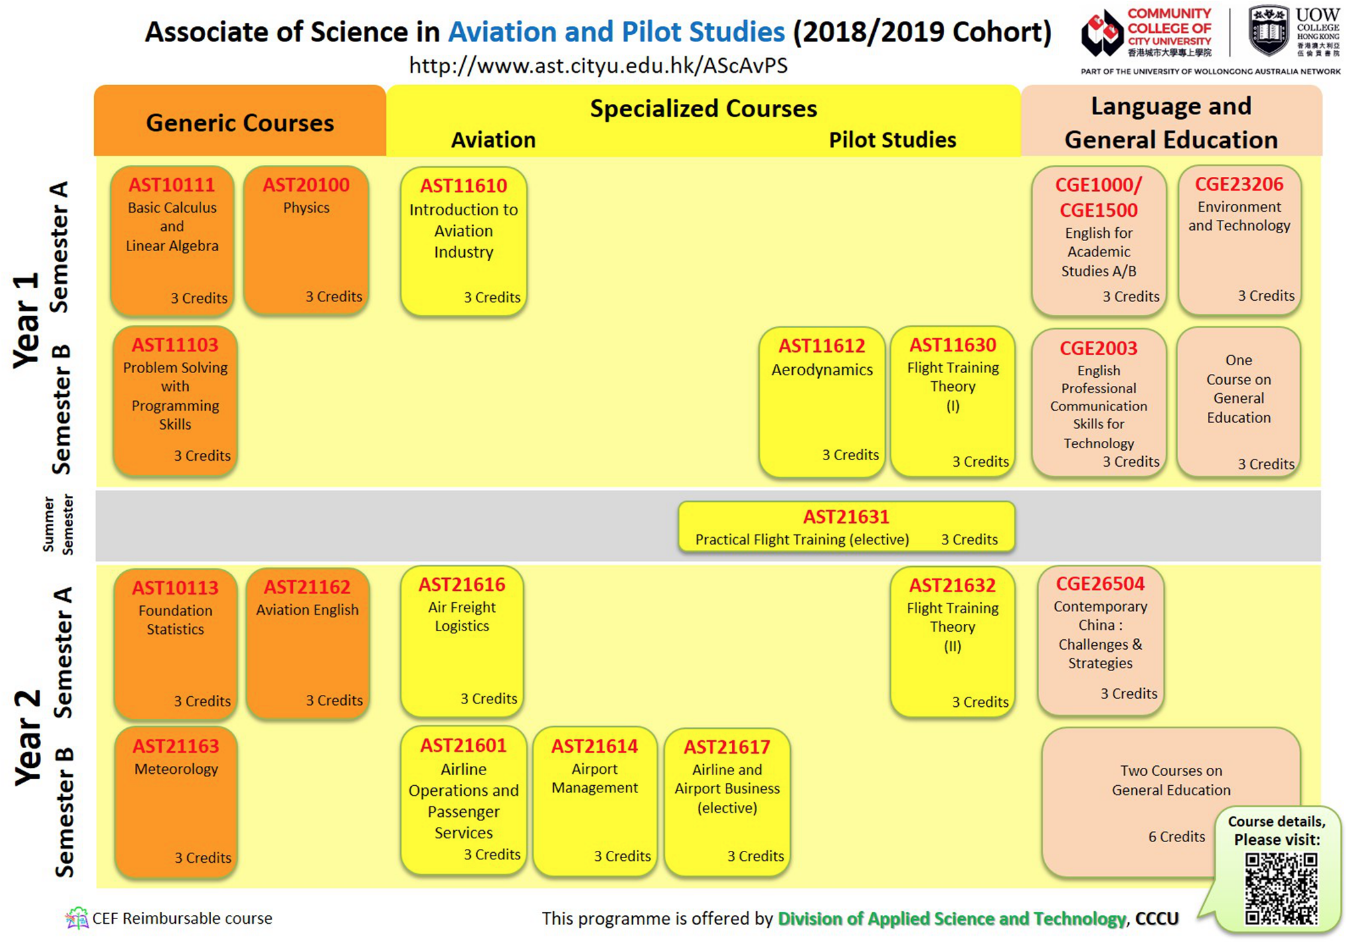 Associate of Science in Aviation and Pilot Studies (2018/2019 Cohort)
http://www.ast.cityu.edu.hk/AScAvPS
COMMUNITY
COLLEGE OF
CITY UNIVERSITY
香港城市大學專上學院
UOW
COLLEGE
HONG KONG
香港澳大利亞
伍倫貢書院
PART OF THE UNIVERSITY OF WOLLONGONG AUSTRALIA NETWORK
Generic Courses
Specialized Courses
Aviation
Pilot Studies
Language and
General Education
Year 1
Semester A
AST10111
Basic Calculus
and
Linear Algebra
3 Credits
AST20100
Physics
3 Credits
AST11610
Introduction to
Aviation
Industry
3 Credits
CGE1000/
CGE1500
English for
Academic
Studies A/B
3 Credits
CGE23206
Environment
and Technology
3 Credits
Semester B
AST11103
Problem Solving
with
Programming
Skills
3 Credits
AST11612
Aerodynamics
3 Credits
AST11630
Flight Training
Theory
(I)
3 Credits
CGE2003
English
Professional
Communication
Skills for
Technology
3 Credits
One
Course on
General
Education
3 Credits
Summer
Semester
AST21631
Practical Flight Training (elective) 3 Credits
Year 2
Semester A
AST10113
Foundation
Statistics
3 Credits
AST21162
Aviation English
3 Credits
AST21616
Air Freight
Logistics
3 Credits
AST21632
Flight Training
Theory
(II)
3 Credits
CGE26504
Contemporary
China :
Challenges &
Strategies
3 Credits
Semester B
AST21163
Meteorology
3 Credits
AST21601
Airline
Operations and
Passenger
Services
3 Credits
AST21614
Airport
Management
3 Credits
AST21617
Airline and
Airport Business
(elective)
3 Credits
Two Courses on
General Education
6 Credits
Course details,
Please visit:
CEF Reimbursable course
This programme is offered by Division of Applied Science and Technology, CCCU